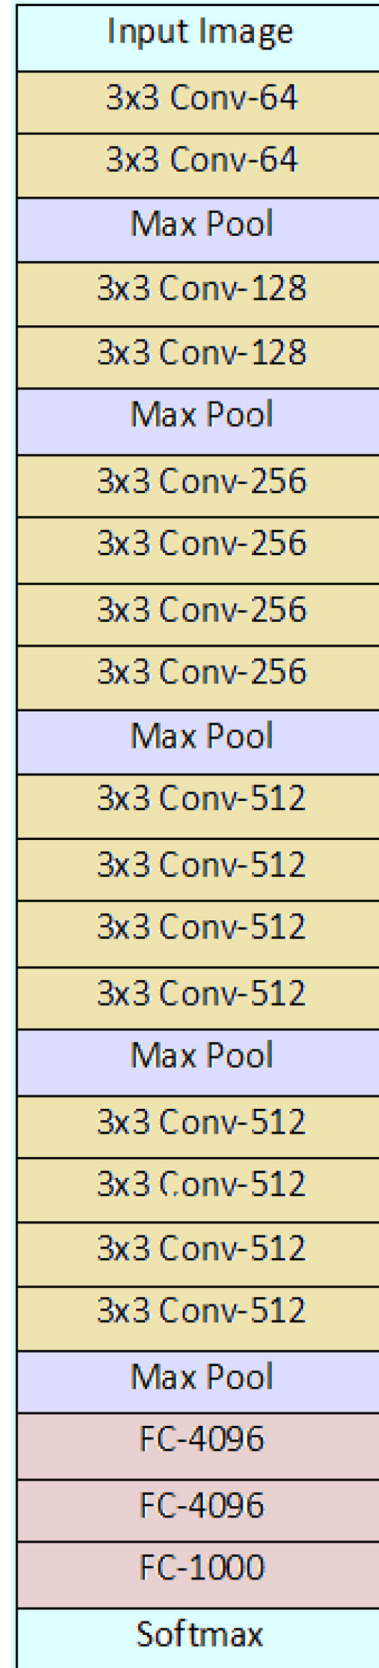 Input Image
3x3 Conv-64
3x3 Conv-64
Max Pool
3x3 Conv-128
3x3 Conv-128
Max Pool
3x3 Conv-256
3x3 Conv-256
3x3 Conv-256
3x3 Conv-256
Max Pool
3x3 Conv-512
3x3 Conv-512
3x3 Conv-512
3x3 Conv-512
Max Pool
3x3 Conv-512
3x3 Conv-512
3x3 Conv-512
3x3 Conv-512
Max Pool
FC-4096
FC-4096
FC-1000
Softmax